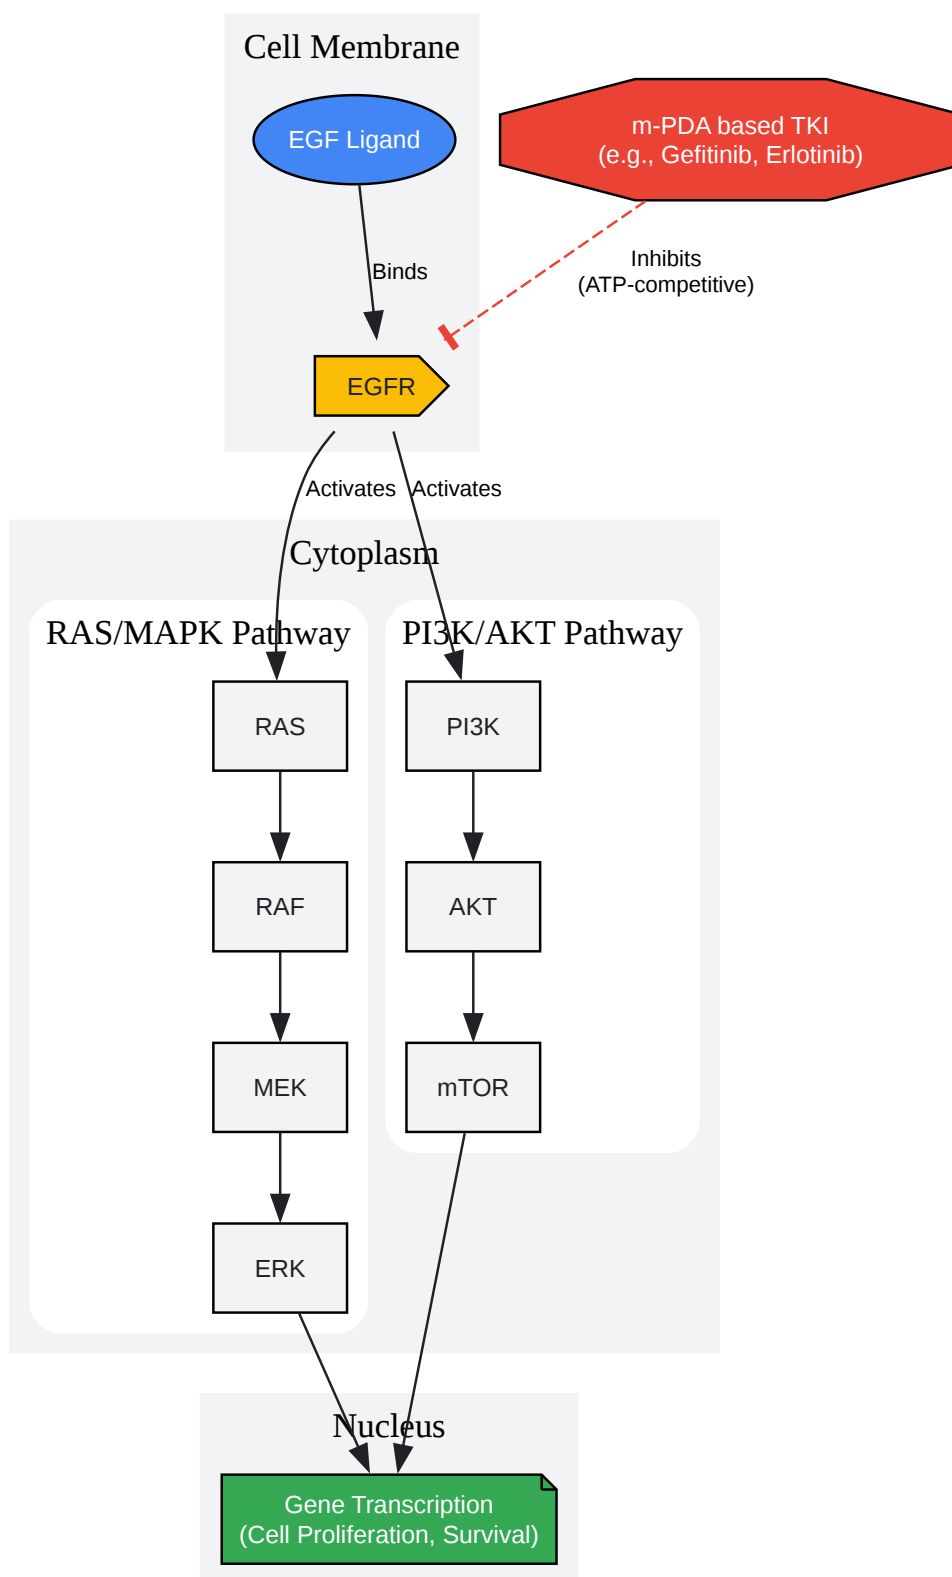 Cell Membrane
EGF Ligand
m-PDA based TKI
(e.g., Gefitinib, Erlotinib)
Binds
Inhibits
(ATP-competitive)
EGFR
Activates
Activates
Cytoplasm
RAS/MAPK Pathway
PI3K/AKT Pathway
RAS
PI3K
RAF
AKT
MEK
mTOR
ERK
Nucleus
Gene Transcription
(Cell Proliferation, Survival)